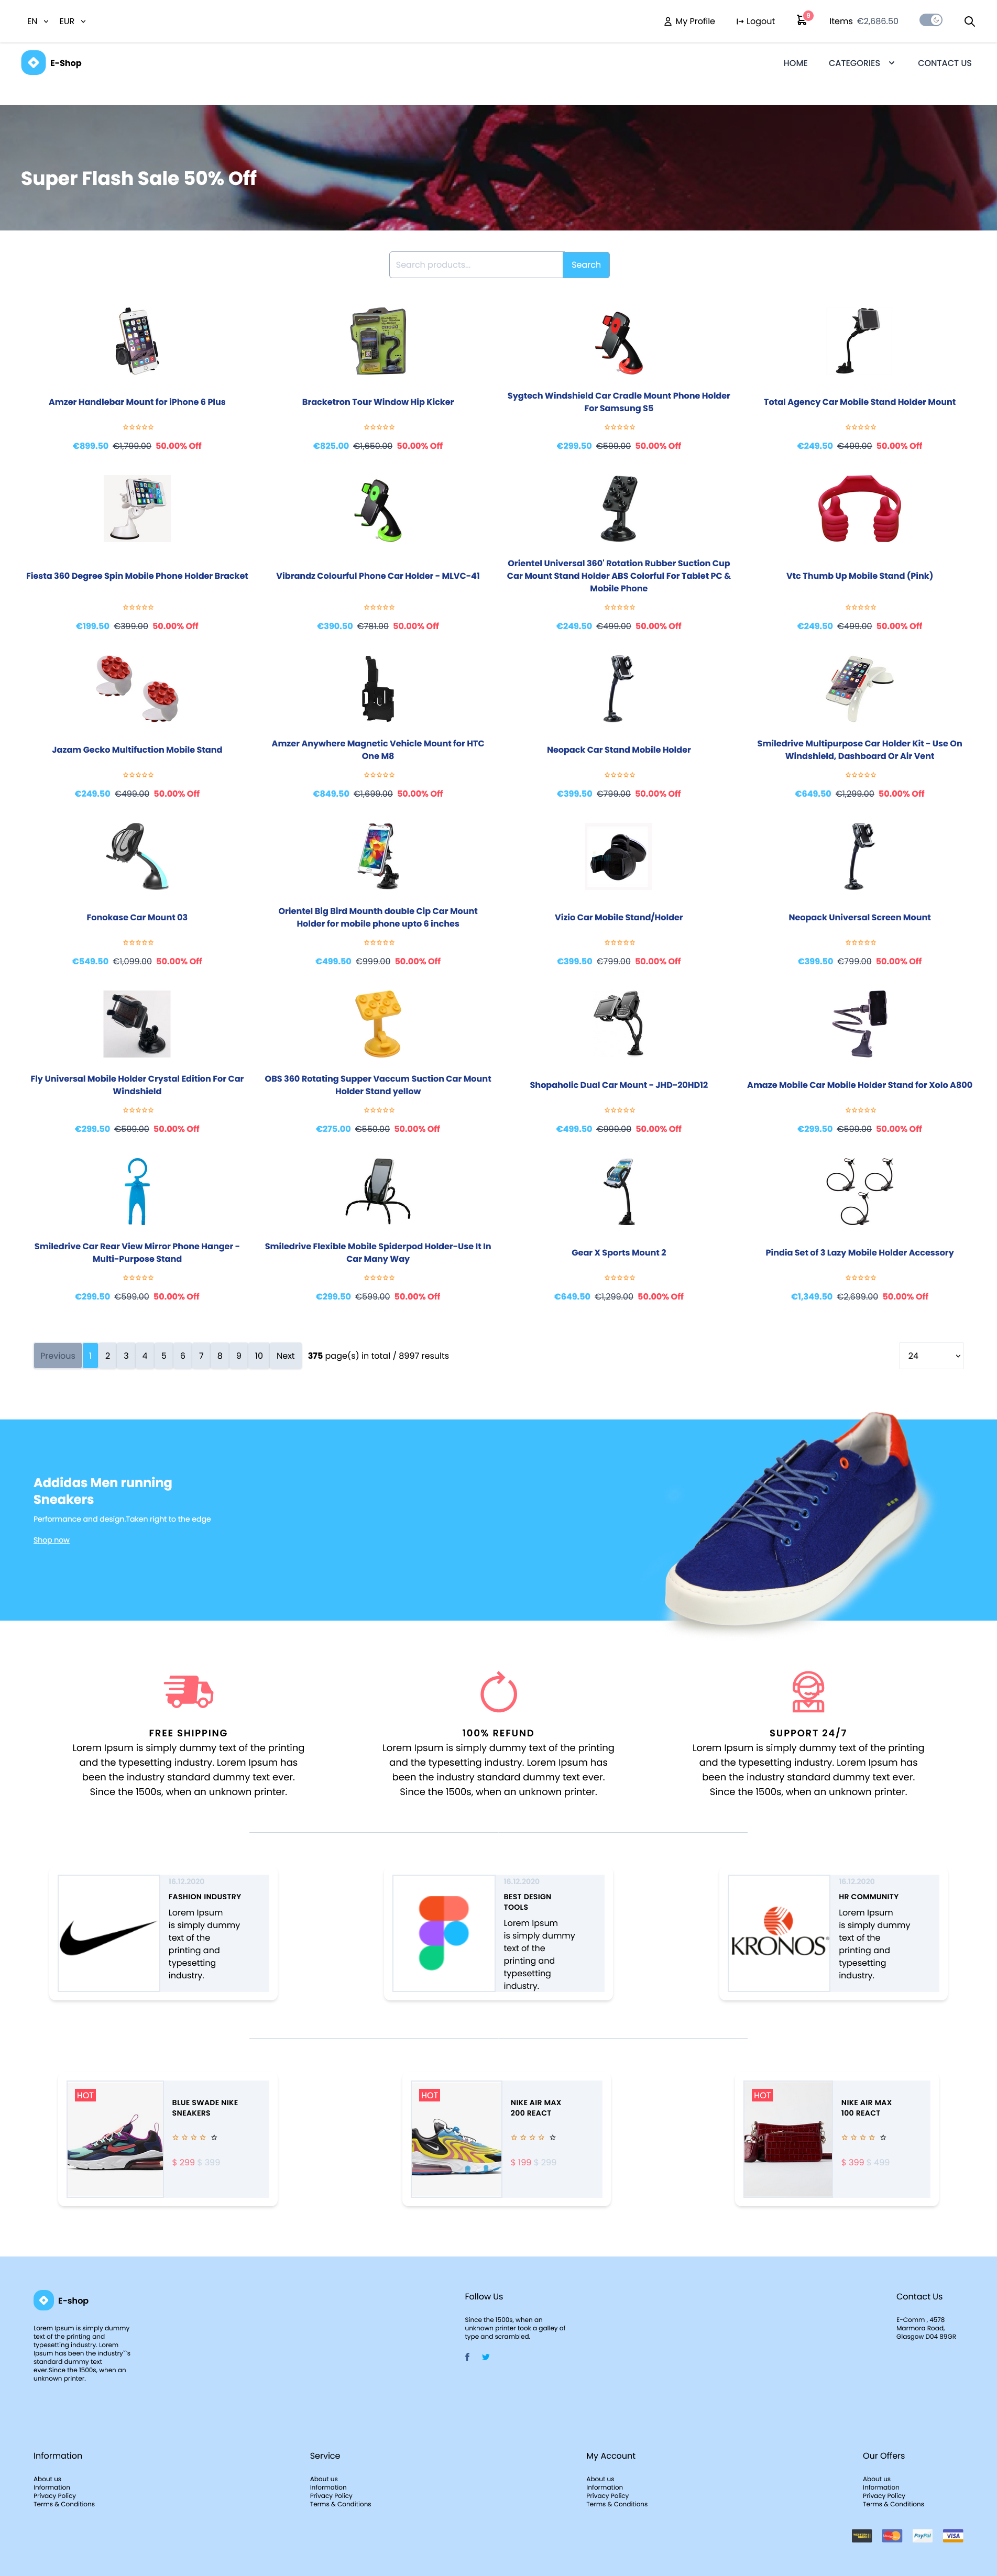 EN EUR My Profile Logout Items €2,686.50
E-Shop HOME CATEGORIES CONTACT US
Super Flash Sale 50% Off
Search products... Search
Amzer Handlebar Mount for iPhone 6 Plus
€899.50 €1,799.00 50.00% Off
Bracketron Tour Window Hip Kicker
€825.00 €1,650.00 50.00% Off
Sygtech Windshield Car Cradle Mount Phone Holder
For Samsung S5
€299.50 €599.00 50.00% Off
Total Agency Car Mobile Stand Holder Mount
€249.50 €499.00 50.00% Off
Fiesta 360 Degree Spin Mobile Phone Holder Bracket
€199.50 €399.00 50.00% Off
Vibrandz Colourful Phone Car Holder - MLVC-41
€390.50 €781.00 50.00% Off
Orientel Universal 360' Rotation Rubber Suction Cup
Car Mount Stand Holder ABS Colorful For Tablet PC &
Mobile Phone
€249.50 €499.00 50.00% Off
Vtc Thumb Up Mobile Stand (Pink)
€249.50 €499.00 50.00% Off
Jazam Gecko Multifuction Mobile Stand
€249.50 €499.00 50.00% Off
Amzer Anywhere Magnetic Vehicle Mount for HTC
One M8
€849.50 €1,699.00 50.00% Off
Neopack Car Stand Mobile Holder
€399.50 €799.00 50.00% Off
Smiledrive Multipurpose Car Holder Kit - Use On
Windshield, Dashboard Or Air Vent
€649.50 €1,299.00 50.00% Off
Fonokase Car Mount 03
€549.50 €1,099.00 50.00% Off
Orientel Big Bird Mounth double Cip Car Mount
Holder for mobile phone upto 6 inches
€499.50 €999.00 50.00% Off
Vizio Car Mobile Stand/Holder
€399.50 €799.00 50.00% Off
Neopack Universal Screen Mount
€399.50 €799.00 50.00% Off
Fly Universal Mobile Holder Crystal Edition For Car
Windshield
€299.50 €599.00 50.00% Off
OBS 360 Rotating Supper Vaccum Suction Car Mount
Holder Stand yellow
€275.00 €550.00 50.00% Off
Shopaholic Dual Car Mount - JHD-20HD12
€499.50 €999.00 50.00% Off
Amaze Mobile Car Mobile Holder Stand for Xolo A800
€299.50 €599.00 50.00% Off
Smiledrive Car Rear View Mirror Phone Hanger -
Multi-Purpose Stand
€299.50 €599.00 50.00% Off
Smiledrive Flexible Mobile Spiderpod Holder-Use It In
Car Many Way
€299.50 €599.00 50.00% Off
Gear X Sports Mount 2
€649.50 €1,299.00 50.00% Off
Pindia Set of 3 Lazy Mobile Holder Accessory
€1,349.50 €2,699.00 50.00% Off
Previous 1 2 3 4 5 6 7 8 9 10 Next 375 page(s) in total / 8997 results 24
Addidas Men running
Sneakers
Performance and design.Taken right to the edge
Shop now
FREE SHIPPING
Lorem Ipsum is simply dummy text of the printing
and the typesetting industry. Lorem Ipsum has
been the industry standard dummy text ever.
Since the 1500s, when an unknown printer.
100% REFUND
Lorem Ipsum is simply dummy text of the printing
and the typesetting industry. Lorem Ipsum has
been the industry standard dummy text ever.
Since the 1500s, when an unknown printer.
SUPPORT 24/7
Lorem Ipsum is simply dummy text of the printing
and the typesetting industry. Lorem Ipsum has
been the industry standard dummy text ever.
Since the 1500s, when an unknown printer.
16.12.2020
FASHION INDUSTRY
Lorem Ipsum
is simply dummy
text of the
printing and
typesetting
industry.
16.12.2020
BEST DESIGN
TOOLS
Lorem Ipsum
is simply dummy
text of the
printing and
typesetting
industry.
KRONOS
16.12.2020
HR COMMUNITY
Lorem Ipsum
is simply dummy
text of the
printing and
typesetting
industry.
HOT
BLUE SWADE NIKE
SNEAKERS
$ 299 $ 399
HOT
NIKE AIR MAX
200 REACT
$ 199 $ 299
HOT
NIKE AIR MAX
100 REACT
$ 399 $ 499
E-shop
Lorem Ipsum is simply dummy
text of the printing and
typesetting industry. Lorem
Ipsum has been the industry''s
standard dummy text
ever.Since the 1500s, when an
unknown printer.
Follow Us
Since the 1500s, when an
unknown printer took a galley of
type and scrambled.
Contact Us
E-Comm , 4578
Marmora Road,
Glasgow D04 89GR
Information
About us
Information
Privacy Policy
Terms & Conditions
Service
About us
Information
Privacy Policy
Terms & Conditions
My Account
About us
Information
Privacy Policy
Terms & Conditions
Our Offers
About us
Information
Privacy Policy
Terms & Conditions
PayPal VISA